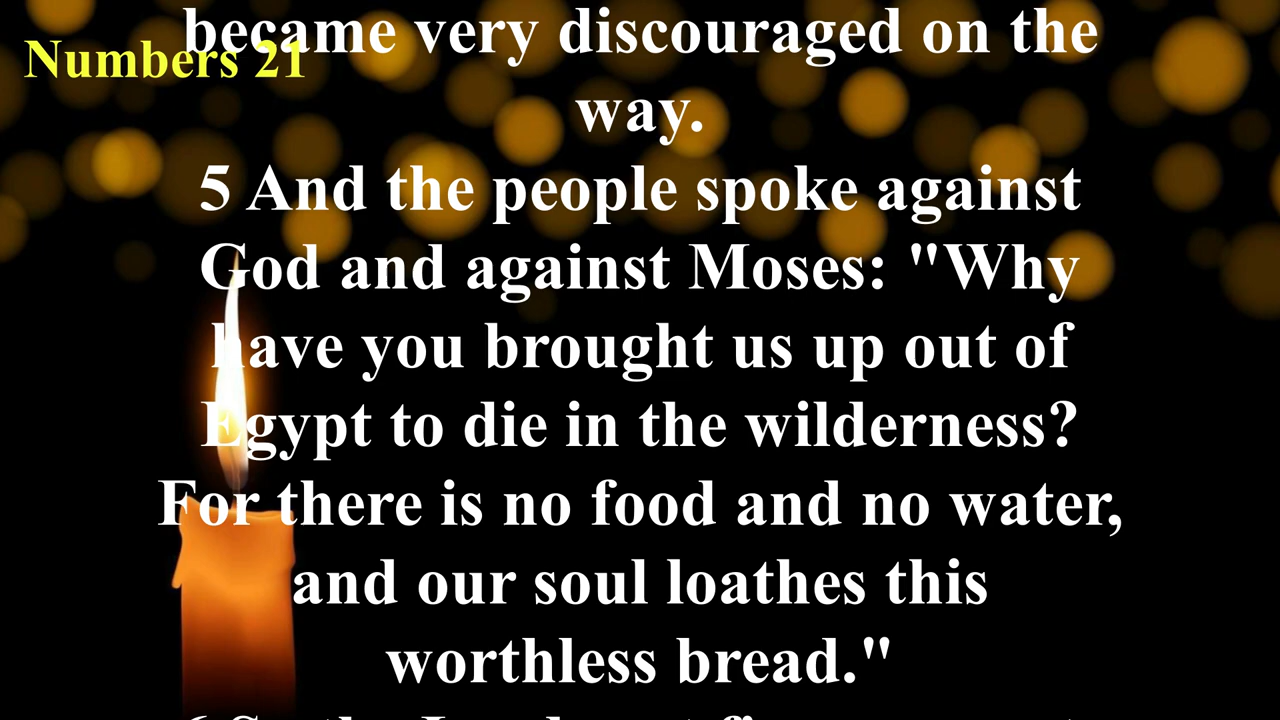 became very discouraged on the
Numbers 21
way.
5 And the people spoke against
God and against Moses: "Why
have you brought us up out of
Egypt to die in the wilderness?
For there is no food and no water,
and our soul loathes this
worthless bread."